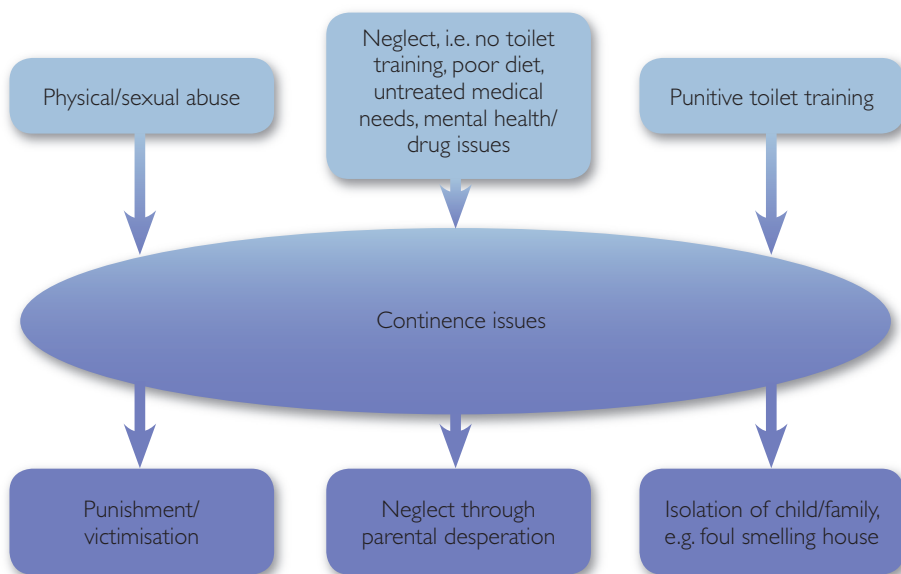 Physical/sexual abuse
Neglect, i.e. no toilet
training, poor diet,
untreated medical
needs, mental health/
drug issues
Punitive toilet training
Continence issues
Punishment/
victimisation
Neglect through
parental desperation
Isolation of child/family,
e.g. foul smelling house